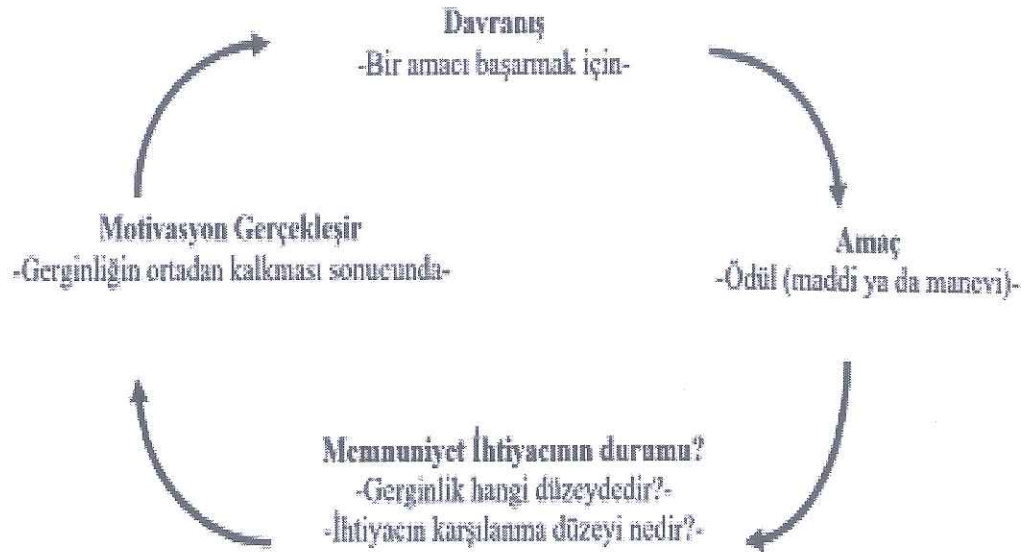 Davranış
-Bir amacı başarmak için-
Amaç
-Ödül (maddi ya da manevi)-
Memnuniyet İhtiyacının durumu?
-Gerginlik hangi düzeydedir?-
-İhtiyacın karşılanma düzeyi nedir?-
Motivasyon Gerçekleşir
-Gerginliğin ortadan kalkması sonucunda-